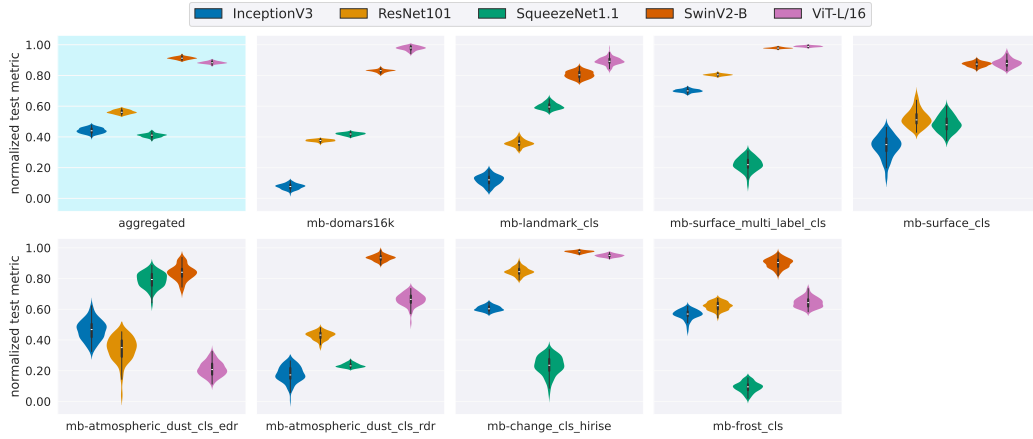 InceptionV3 ResNet101 SqueezeNet1.1 SwinV2-B ViT-L/16
normalized test metric
1.00
0.80
0.60
0.40
0.20
0.00
aggregated mb-domars16k mb-landmark_cls mb-surface_multi_label_cls mb-surface_cls
normalized test metric
1.00
0.80
0.60
0.40
0.20
0.00
mb-atmospheric_dust_cls_edr mb-atmospheric_dust_cls_rdr mb-change_cls_hirise mb-frost_cls